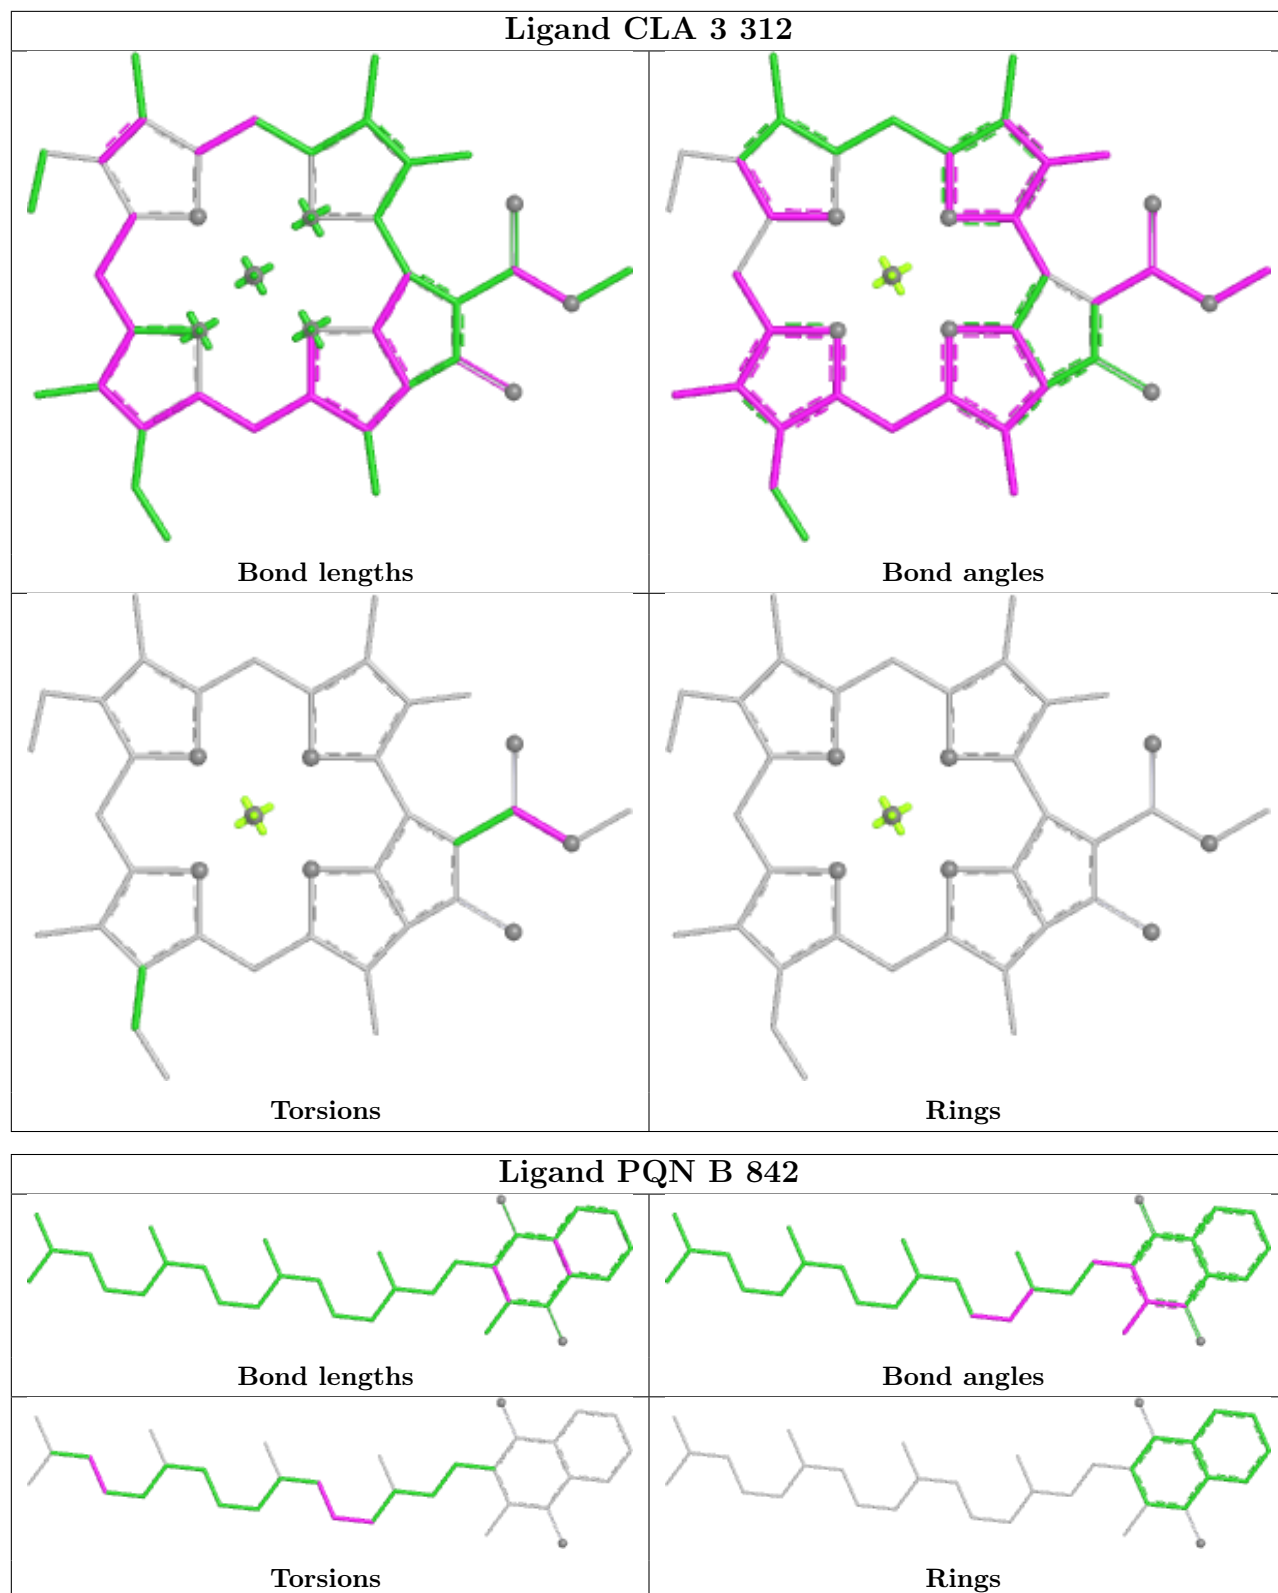 Ligand CLA 3 312
Bond lengths
Bond angles
Torsions
Rings
Ligand PQN B 842
Bond lengths
Bond angles
Torsions
Rings